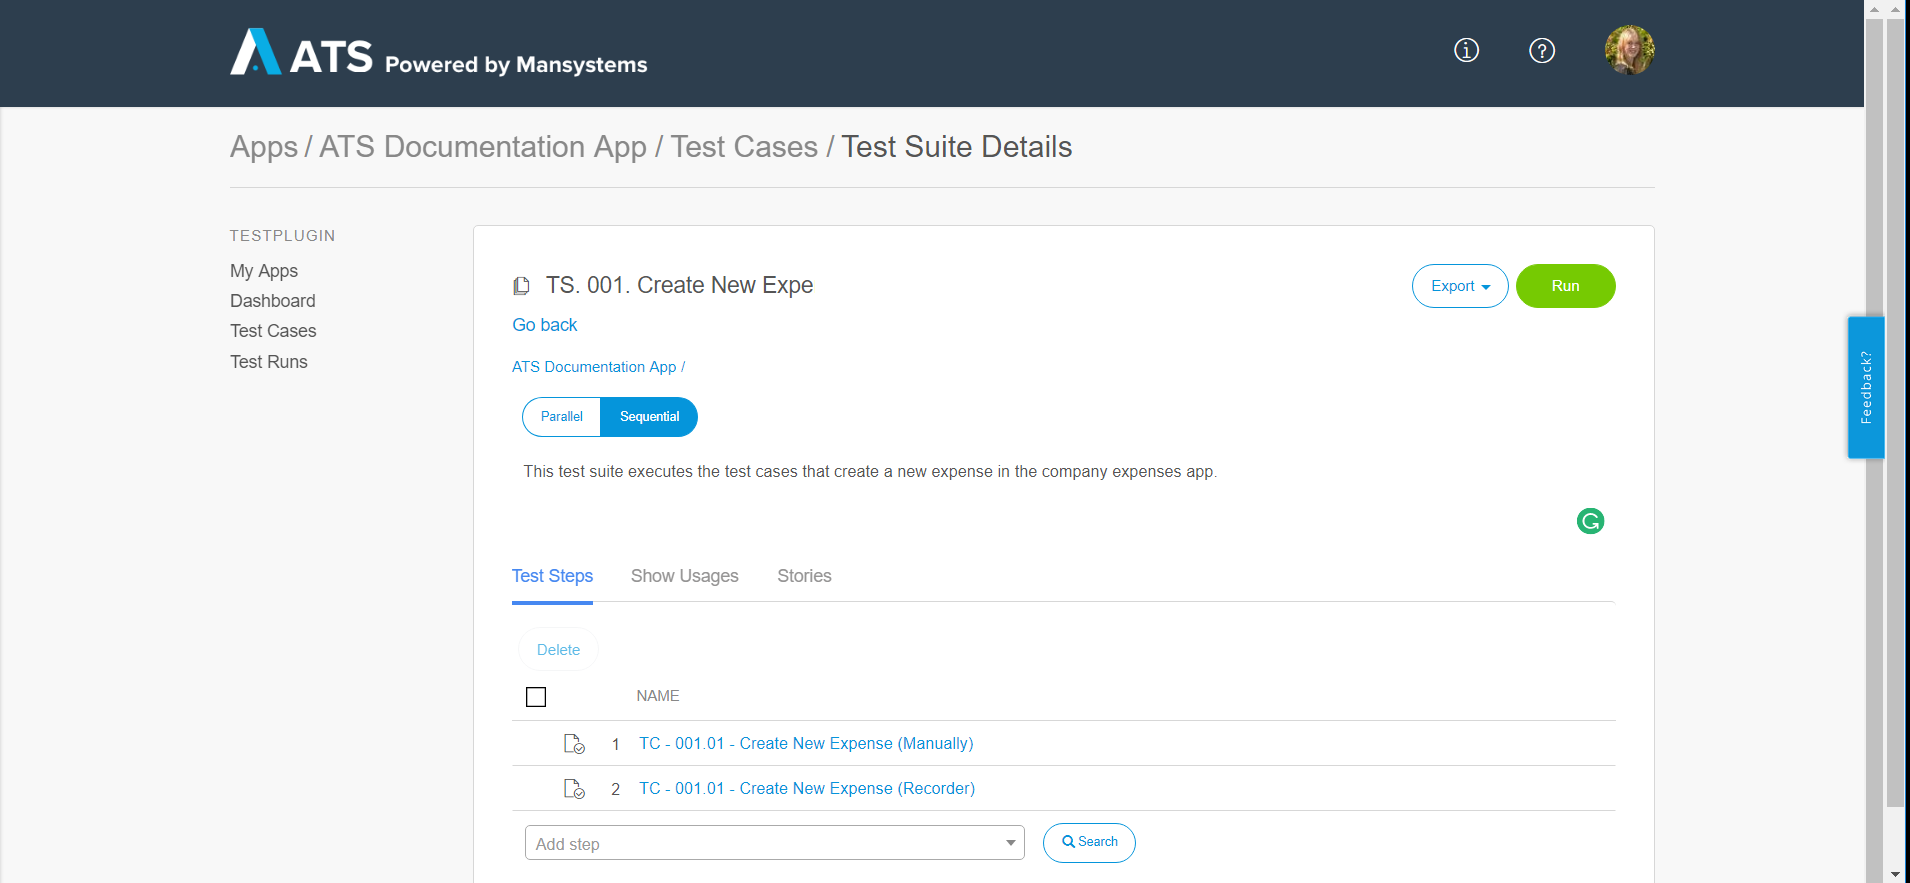 ATS Powered by Mansystems
Apps / ATS Documentation App / Test Cases / Test Suite Details
TESTPLUGIN
My Apps
Dashboard
Test Cases
Test Runs
TS. 001. Create New Expe
Export
Run
Go back
ATS Documentation App /
Parallel
Sequential
This test suite executes the test cases that create a new expense in the company expenses app.
Test Steps
Show Usages
Stories
Delete
NAME
1 TC - 001.01 - Create New Expense (Manually)
2 TC - 001.01 - Create New Expense (Recorder)
Add step
Search
Feedback?